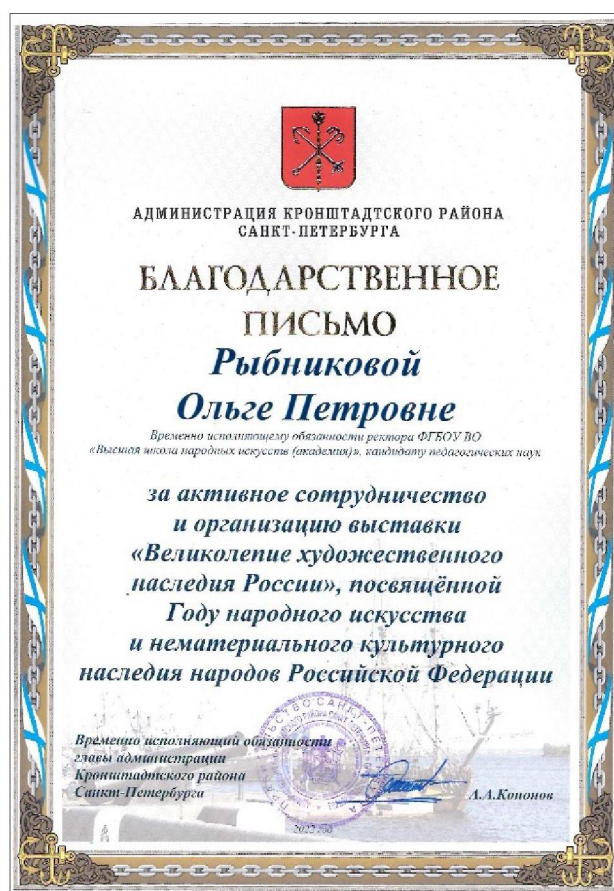 АДМИНИСТРАЦИЯ КРОНШТАДТСКОГО РАЙОНА
САНКТ-ПЕТЕРБУРГА
БЛАГОДАРСТВЕННОЕ
ПИСЬМО
Рыбниковой
Ольге Петровне
Временно исполняющему обязанности ректора ФГБОУ ВО
«Высшая школа народных искусств (академия)», кандидату педагогических наук
за активное сотрудничество
и организацию выставки
«Великолепие художественного
наследия России», посвящённой
Году народного искусства
и нематериального культурного
наследия народов Российской Федерации
Временно исполняющий обязанности
главы администрации
Кронштадтского района
Санкт-Петербурга
А.А.Кононов
2022 год